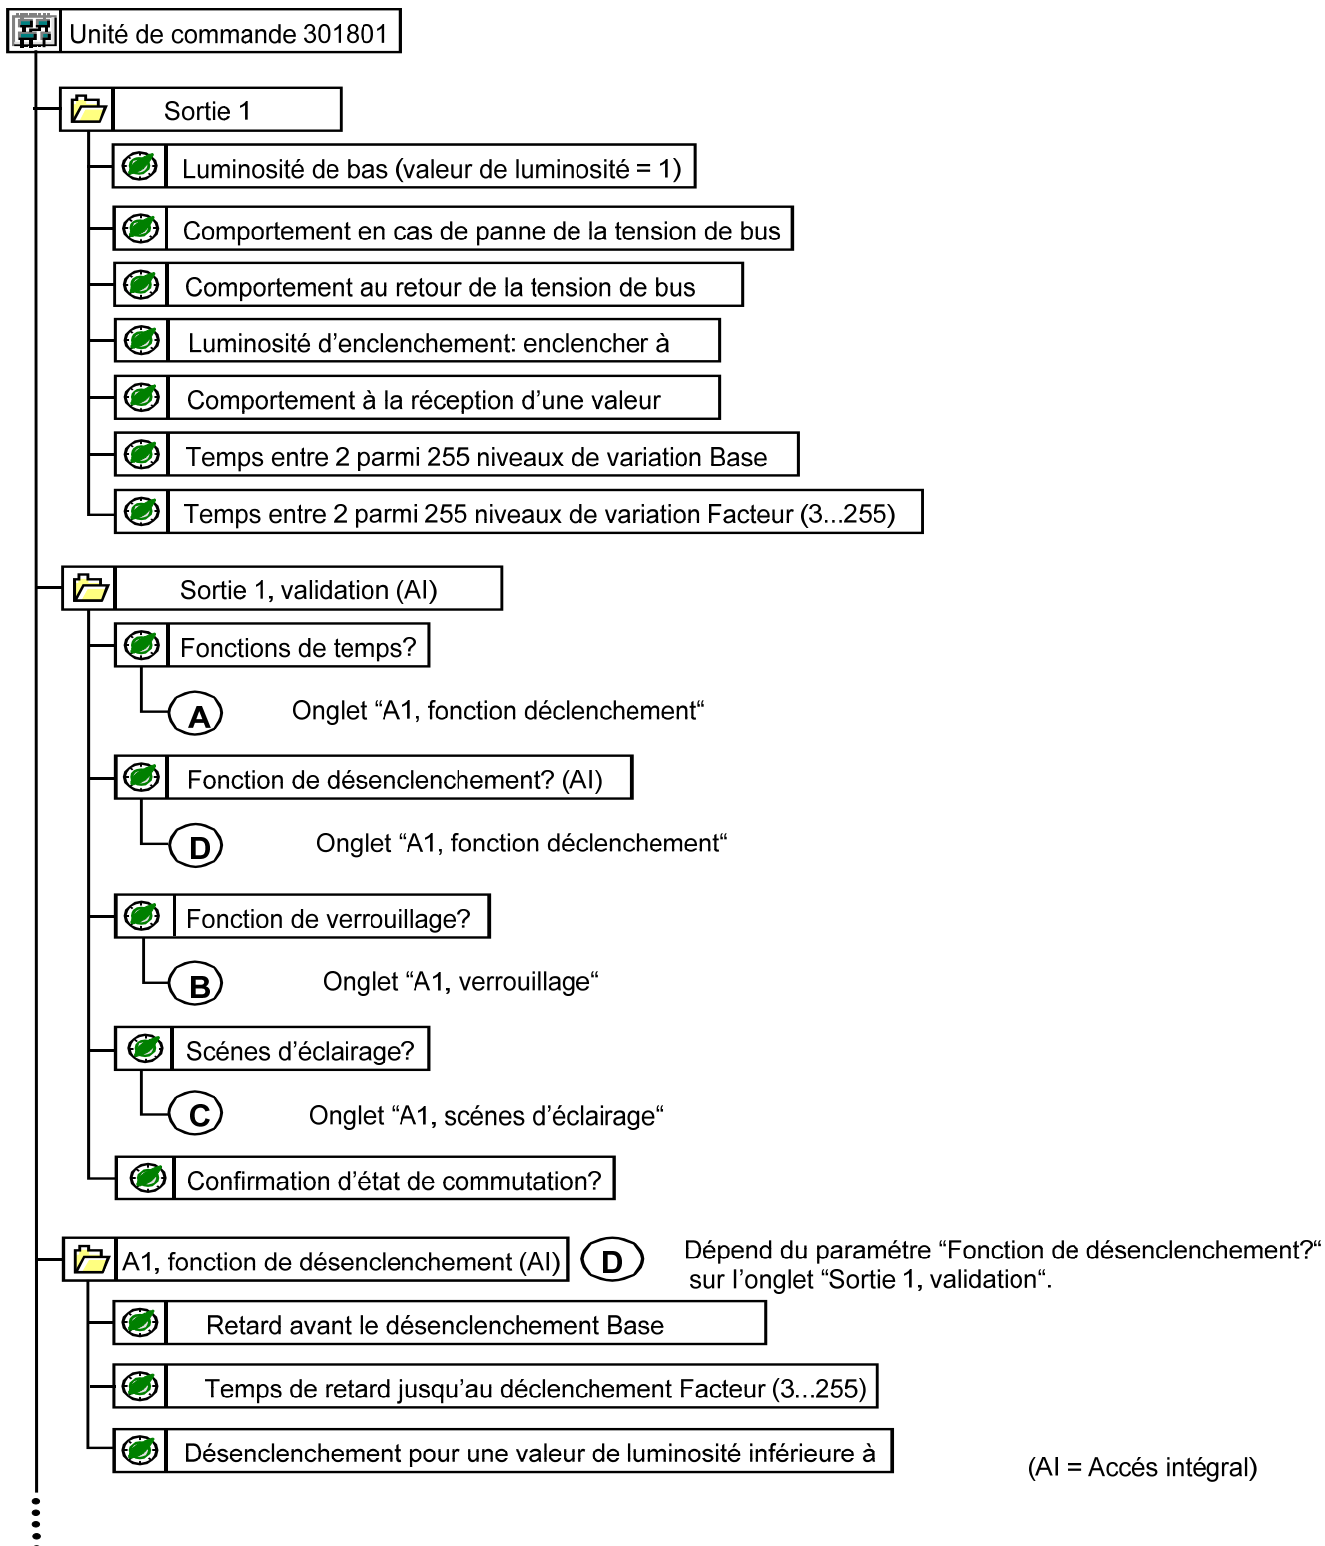 Unité de commande 301801
Sortie 1
Luminosité de bas (valeur de luminosité = 1)
Comportement en cas de panne de la tension de bus
Comportement au retour de la tension de bus
Luminosité d’enclenchement: enclencher à
Comportement à la réception d’une valeur
Temps entre 2 parmi 255 niveaux de variation Base
Temps entre 2 parmi 255 niveaux de variation Facteur (3...255)
Sortie 1, validation (AI)
Fonctions de temps?
A Onglet “A1, fonction déclenchement“
Fonction de désenclenchement? (AI)
D Onglet “A1, fonction déclenchement“
Fonction de verrouillage?
B Onglet “A1, verrouillage“
Scénes d’éclairage?
C Onglet “A1, scénes d’éclairage“
Confirmation d’état de commutation?
A1, fonction de désenclenchement (AI) D Dépend du paramétre “Fonction de désenclenchement?“
sur l’onglet “Sortie 1, validation“.
Retard avant le désenclenchement Base
Temps de retard jusqu’au déclenchement Facteur (3...255)
Désenclenchement pour une valeur de luminosité inférieure à
(AI = Accés intégral)